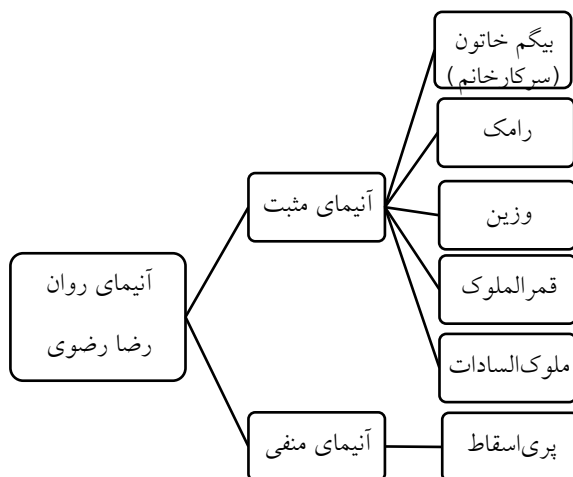 بیگم خاتون
(سرکارخانم)
رامک
وزین
آنیمای مثبت
قمرالملوک
ملوک‌السادات
آنیمای روان
رضا رضوی
آنیمای منفی
پری‌اسقاط